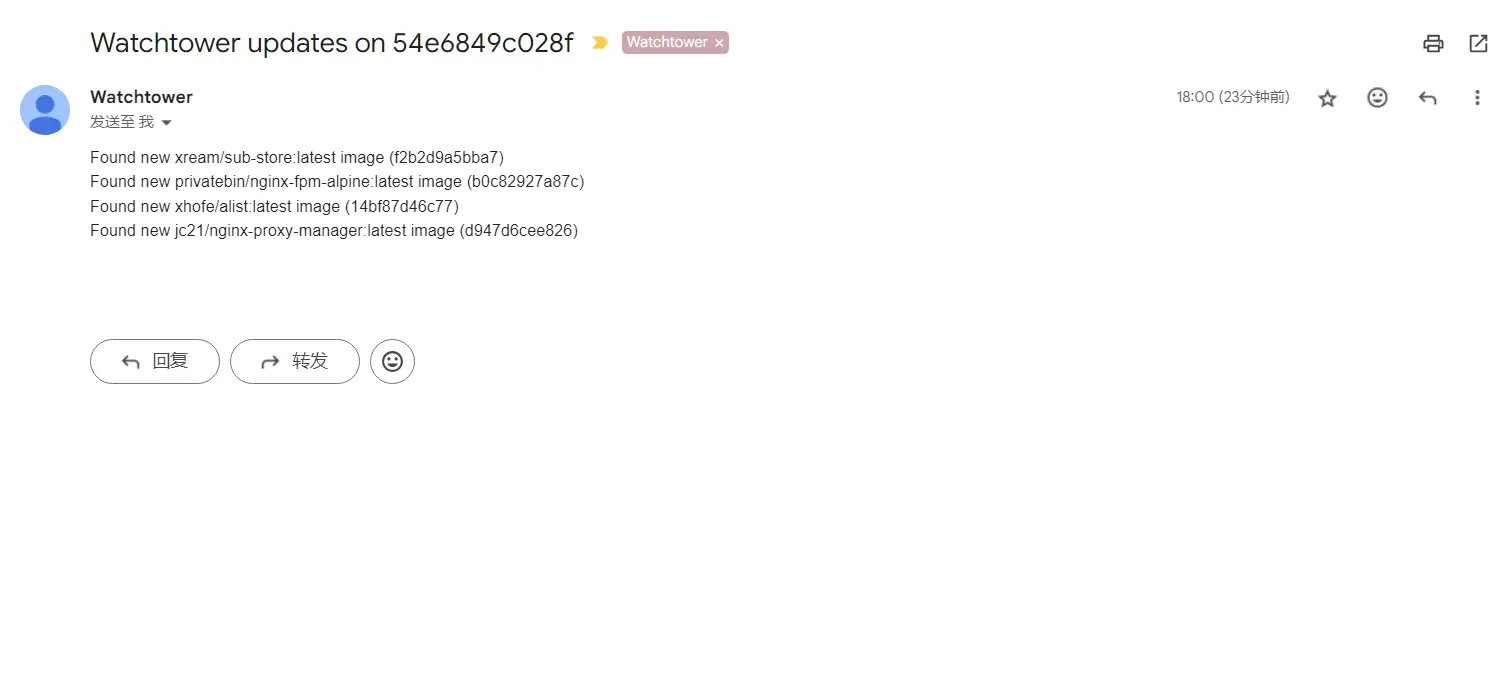 Watchtower updates on 54e6849c028f Watchtower ×
Watchtower 18:00 (23分钟前)
发送至 我
Found new xream/sub-store:latest image (f2b2d9a5bba7)
Found new privatebin/nginx-fpm-alpine:latest image (b0c82927a87c)
Found new xhofe/alist:latest image (14bf87d46c77)
Found new jc21/nginx-proxy-manager:latest image (d947d6cee826)
回复 转发